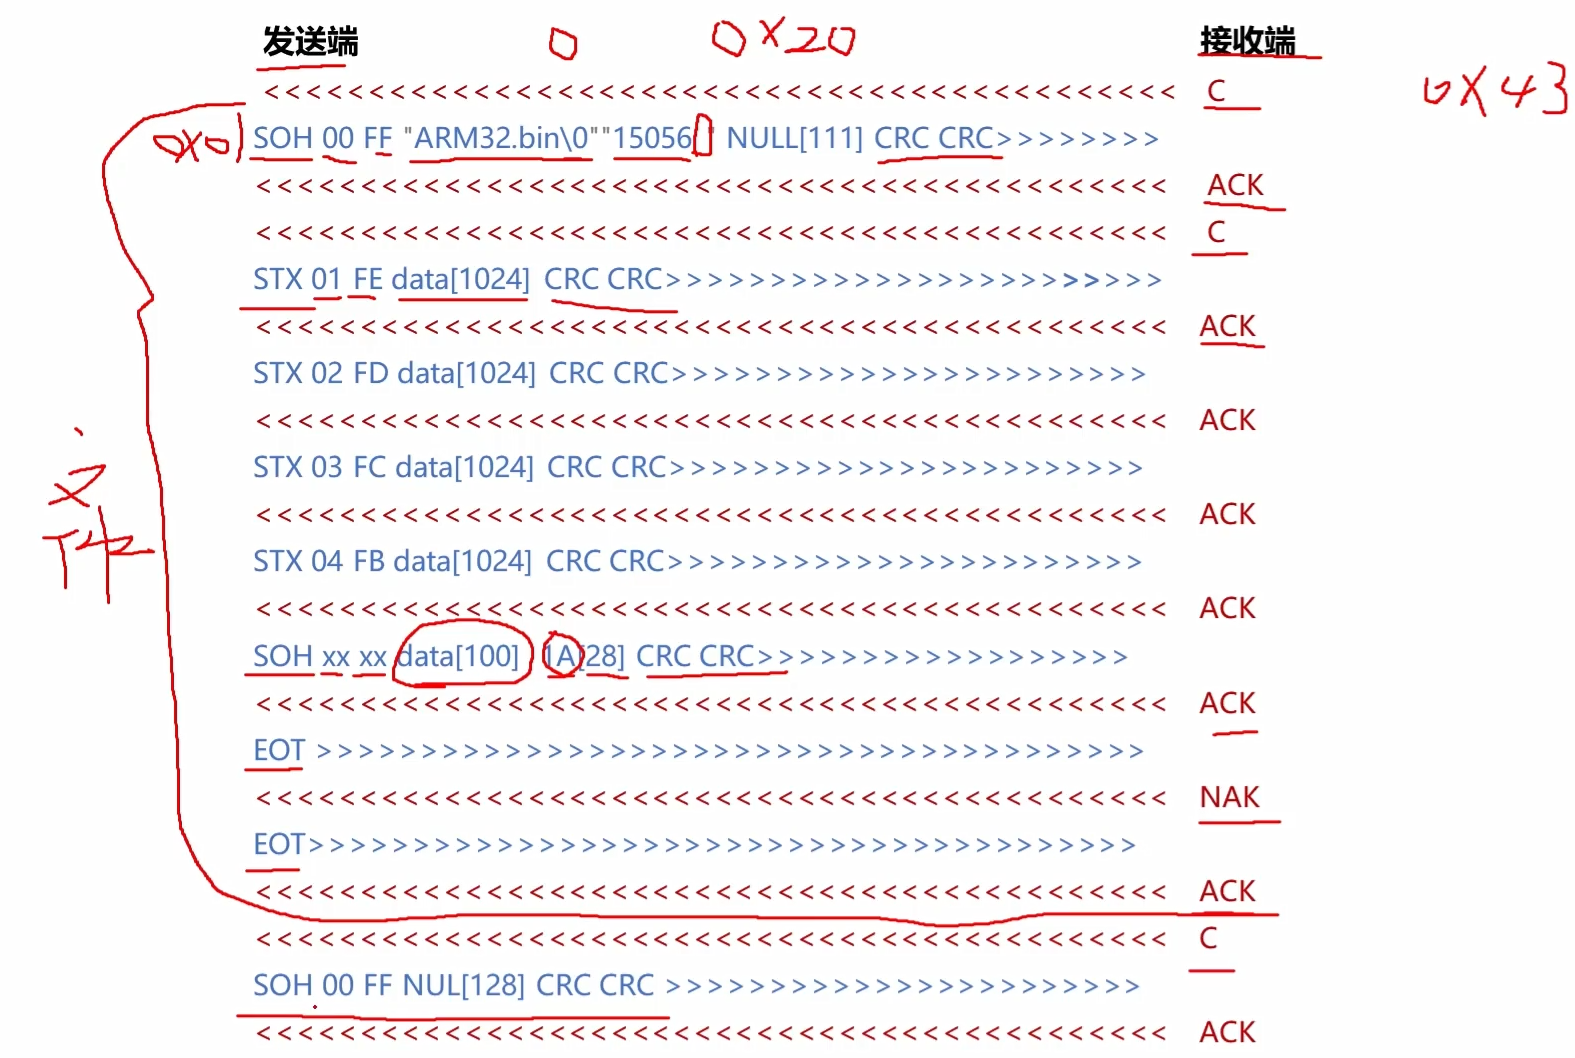 发送端 0 0x20 接收端
<<<<<<<<<<<<<<<<<<<<<<<<<<<<<<<<<<<<<<<<<<<< C 0x43
0x01 SOH 00 FF "ARM32.bin\0""15056 " NULL[111] CRC CRC>>>>>>>>
<<<<<<<<<<<<<<<<<<<<<<<<<<<<<<<<<<<<<<<<<<<< ACK
<<<<<<<<<<<<<<<<<<<<<<<<<<<<<<<<<<<<<<<<<<<< C
STX 01 FE data[1024] CRC CRC>>>>>>>>>>>>>>>>>>>>>>>>
<<<<<<<<<<<<<<<<<<<<<<<<<<<<<<<<<<<<<<<<<<<< ACK
STX 02 FD data[1024] CRC CRC>>>>>>>>>>>>>>>>>>>>>>>
<<<<<<<<<<<<<<<<<<<<<<<<<<<<<<<<<<<<<<<<<<<< ACK
STX 03 FC data[1024] CRC CRC>>>>>>>>>>>>>>>>>>>>>>>
<<<<<<<<<<<<<<<<<<<<<<<<<<<<<<<<<<<<<<<<<<<< ACK
文件
STX 04 FB data[1024] CRC CRC>>>>>>>>>>>>>>>>>>>>>>>
<<<<<<<<<<<<<<<<<<<<<<<<<<<<<<<<<<<<<<<<<<<< ACK
SOH xx xx data[100] 1A[28] CRC CRC>>>>>>>>>>>>>>>>>>
<<<<<<<<<<<<<<<<<<<<<<<<<<<<<<<<<<<<<<<<<<<< ACK
EOT >>>>>>>>>>>>>>>>>>>>>>>>>>>>>>>>>>>>>>>>
<<<<<<<<<<<<<<<<<<<<<<<<<<<<<<<<<<<<<<<<<<<< NAK
EOT>>>>>>>>>>>>>>>>>>>>>>>>>>>>>>>>>>>>>>>>
<<<<<<<<<<<<<<<<<<<<<<<<<<<<<<<<<<<<<<<<<<<< ACK
<<<<<<<<<<<<<<<<<<<<<<<<<<<<<<<<<<<<<<<<<<<< C
SOH 00 FF NUL[128] CRC CRC >>>>>>>>>>>>>>>>>>>>>>>
<<<<<<<<<<<<<<<<<<<<<<<<<<<<<<<<<<<<<<<<<<<< ACK